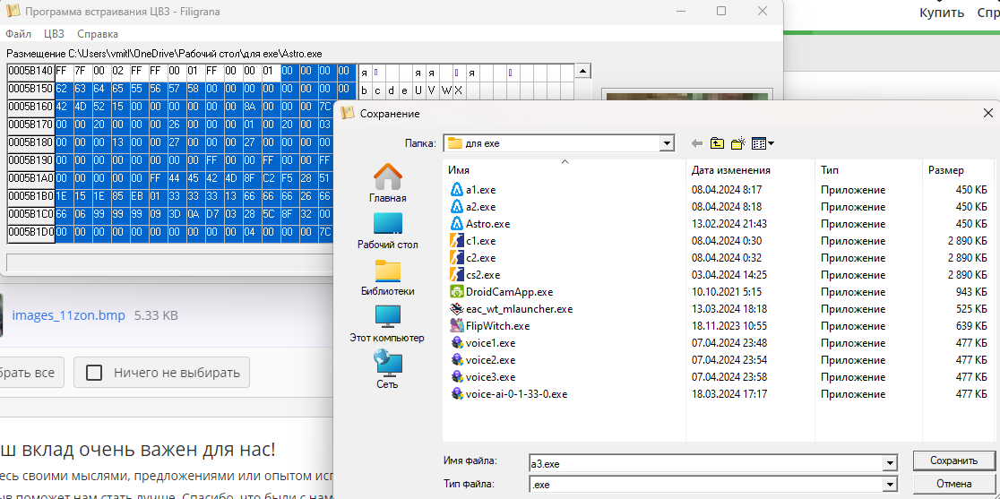 Программа встраивания ЦВЗ - Filigrana
Купить Спр
Файл ЦВЗ Справка
Размещение C:\Users\vmitl\OneDrive\Рабочий стол\для exe\Astro.exe
0005B140 FF 7F 00 02 FF FF 00 01 FF 00 00 01 00 00 00 00 я я я я
0005B150 62 63 64 65 55 56 57 58 00 00 00 00 00 00 00 00 b c d e U V W X
0005B160 42 4D 52 15 00 00 00 00 00 00 8A 00 00 00 7C
0005B170 00 00 20 00 00 00 26 00 00 00 01 00 20 00 03
0005B180 00 00 00 13 00 00 27 00 00 00 27 00 00 00 00
0005B190 00 00 00 00 00 00 00 00 FF 00 00 FF 00 00 FF
0005B1A0 00 00 00 00 00 FF 44 45 42 4D 8F C2 F5 28 51
0005B1B0 1E 15 1E 85 EB 01 33 33 33 13 66 66 66 26 66
0005B1C0 66 06 99 99 99 09 3D 0A D7 03 28 5C 8F 32 00
0005B1D0 00 00 00 00 00 00 00 00 00 00 04 00 00 00 7C
Сохранение
Папка: для exe
Главная
Рабочий стол
Библиотеки
Этот компьютер
Сеть
Имя Дата изменения Тип Размер
a1.exe 08.04.2024 8:17 Приложение 450 КБ
a2.exe 08.04.2024 8:18 Приложение 450 КБ
Astro.exe 13.02.2024 21:43 Приложение 450 КБ
c1.exe 08.04.2024 0:30 Приложение 2 890 КБ
c2.exe 08.04.2024 0:32 Приложение 2 890 КБ
cs2.exe 03.04.2024 14:25 Приложение 2 890 КБ
DroidCamApp.exe 10.10.2021 5:15 Приложение 943 КБ
eac_wt_mlauncher.exe 13.03.2024 18:18 Приложение 525 КБ
FlipWitch.exe 18.11.2023 10:55 Приложение 639 КБ
voice1.exe 07.04.2024 23:48 Приложение 477 КБ
voice2.exe 07.04.2024 23:54 Приложение 477 КБ
voice3.exe 07.04.2024 23:58 Приложение 477 КБ
voice-ai-0-1-33-0.exe 18.03.2024 17:17 Приложение 477 КБ
Имя файла: a3.exe Сохранить
Тип файла: .exe Отмена
images_11zon.bmp 5.33 KB
брать все Ничего не выбирать
ш вклад очень важен для нас!
есь своими мыслями, предложениями или опытом исп
ыв поможет нам стать лучше. Спасибо, что были с нам